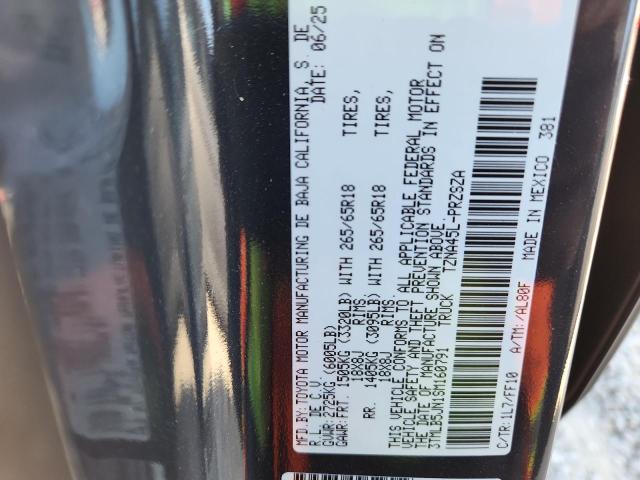 MFD.BY:TOYOTA MOTOR MANUFACTURING DE BAJA CALIFORNIA, S. DE
R.L. DE C.V. DATE: 06/25
GVWR:2725KG (6005LB)
GAWR:FRT. 1505KG (3320LB) WITH 265/65R18 TIRES,
18X8J RIMS,
RR. 1405KG (3095LB) WITH 265/65R18 TIRES,
18X8J RIMS.
THIS VEHICLE CONFORMS TO ALL APPLICABLE FEDERAL MOTOR
VEHICLE SAFETY AND THEFT PREVENTION STANDARDS IN EFFECT ON
THE DATE OF MANUFACTURE SHOWN ABOVE.
3TMLB5JN1SM160791 TRUCK TZNA45L-PRZSZA
C/TR:1L7/FF10 A/TM:/AL80F MADE IN MEXICO 381